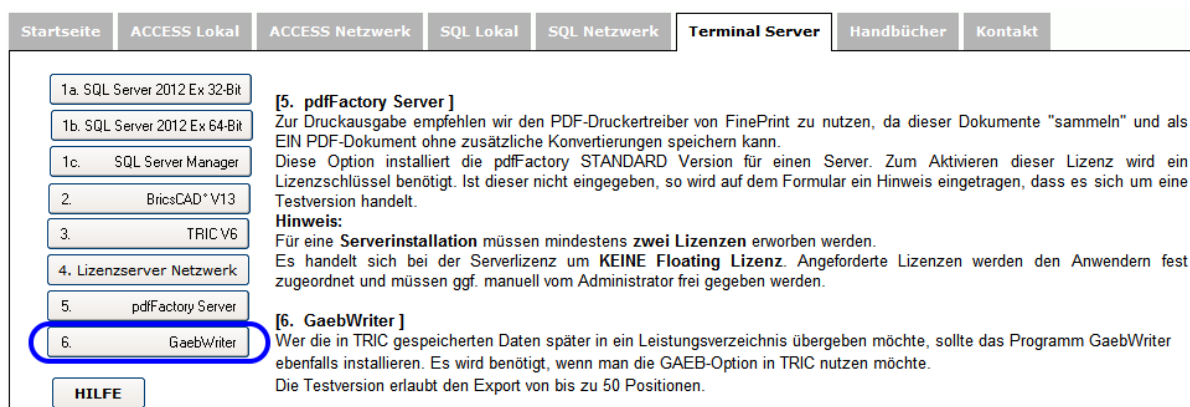 Startseite ACCESS Lokal ACCESS Netzwerk SQL Lokal SQL Netzwerk Terminal Server Handbücher Kontakt
1a. SQL Server 2012 Ex 32-Bit
1b. SQL Server 2012 Ex 64-Bit
1c. SQL Server Manager
2. BricsCAD° V13
3. TRIC V6
4. Lizenzserver Netzwerk
5. pdfFactory Server
6. GaebWriter
HILFE
[5. pdfFactory Server ]
Zur Druckausgabe empfehlen wir den PDF-Druckertreiber von FinePrint zu nutzen, da dieser Dokumente "sammeln" und als
EIN PDF-Dokument ohne zusätzliche Konvertierungen speichern kann.
Diese Option installiert die pdfFactory STANDARD Version für einen Server. Zum Aktivieren dieser Lizenz wird ein
Lizenzschlüssel benötigt. Ist dieser nicht eingegeben, so wird auf dem Formular ein Hinweis eingetragen, dass es sich um eine
Testversion handelt.
Hinweis:
Für eine Serverinstallation müssen mindestens zwei Lizenzen erworben werden.
Es handelt sich bei der Serverlizenz um KEINE Floating Lizenz. Angeforderte Lizenzen werden den Anwendern fest
zugeordnet und müssen ggf. manuell vom Administrator frei gegeben werden.
[6. GaebWriter ]
Wer die in TRIC gespeicherten Daten später in ein Leistungsverzeichnis übergeben möchte, sollte das Programm GaebWriter
ebenfalls installieren. Es wird benötigt, wenn man die GAEB-Option in TRIC nutzen möchte.
Die Testversion erlaubt den Export von bis zu 50 Positionen.